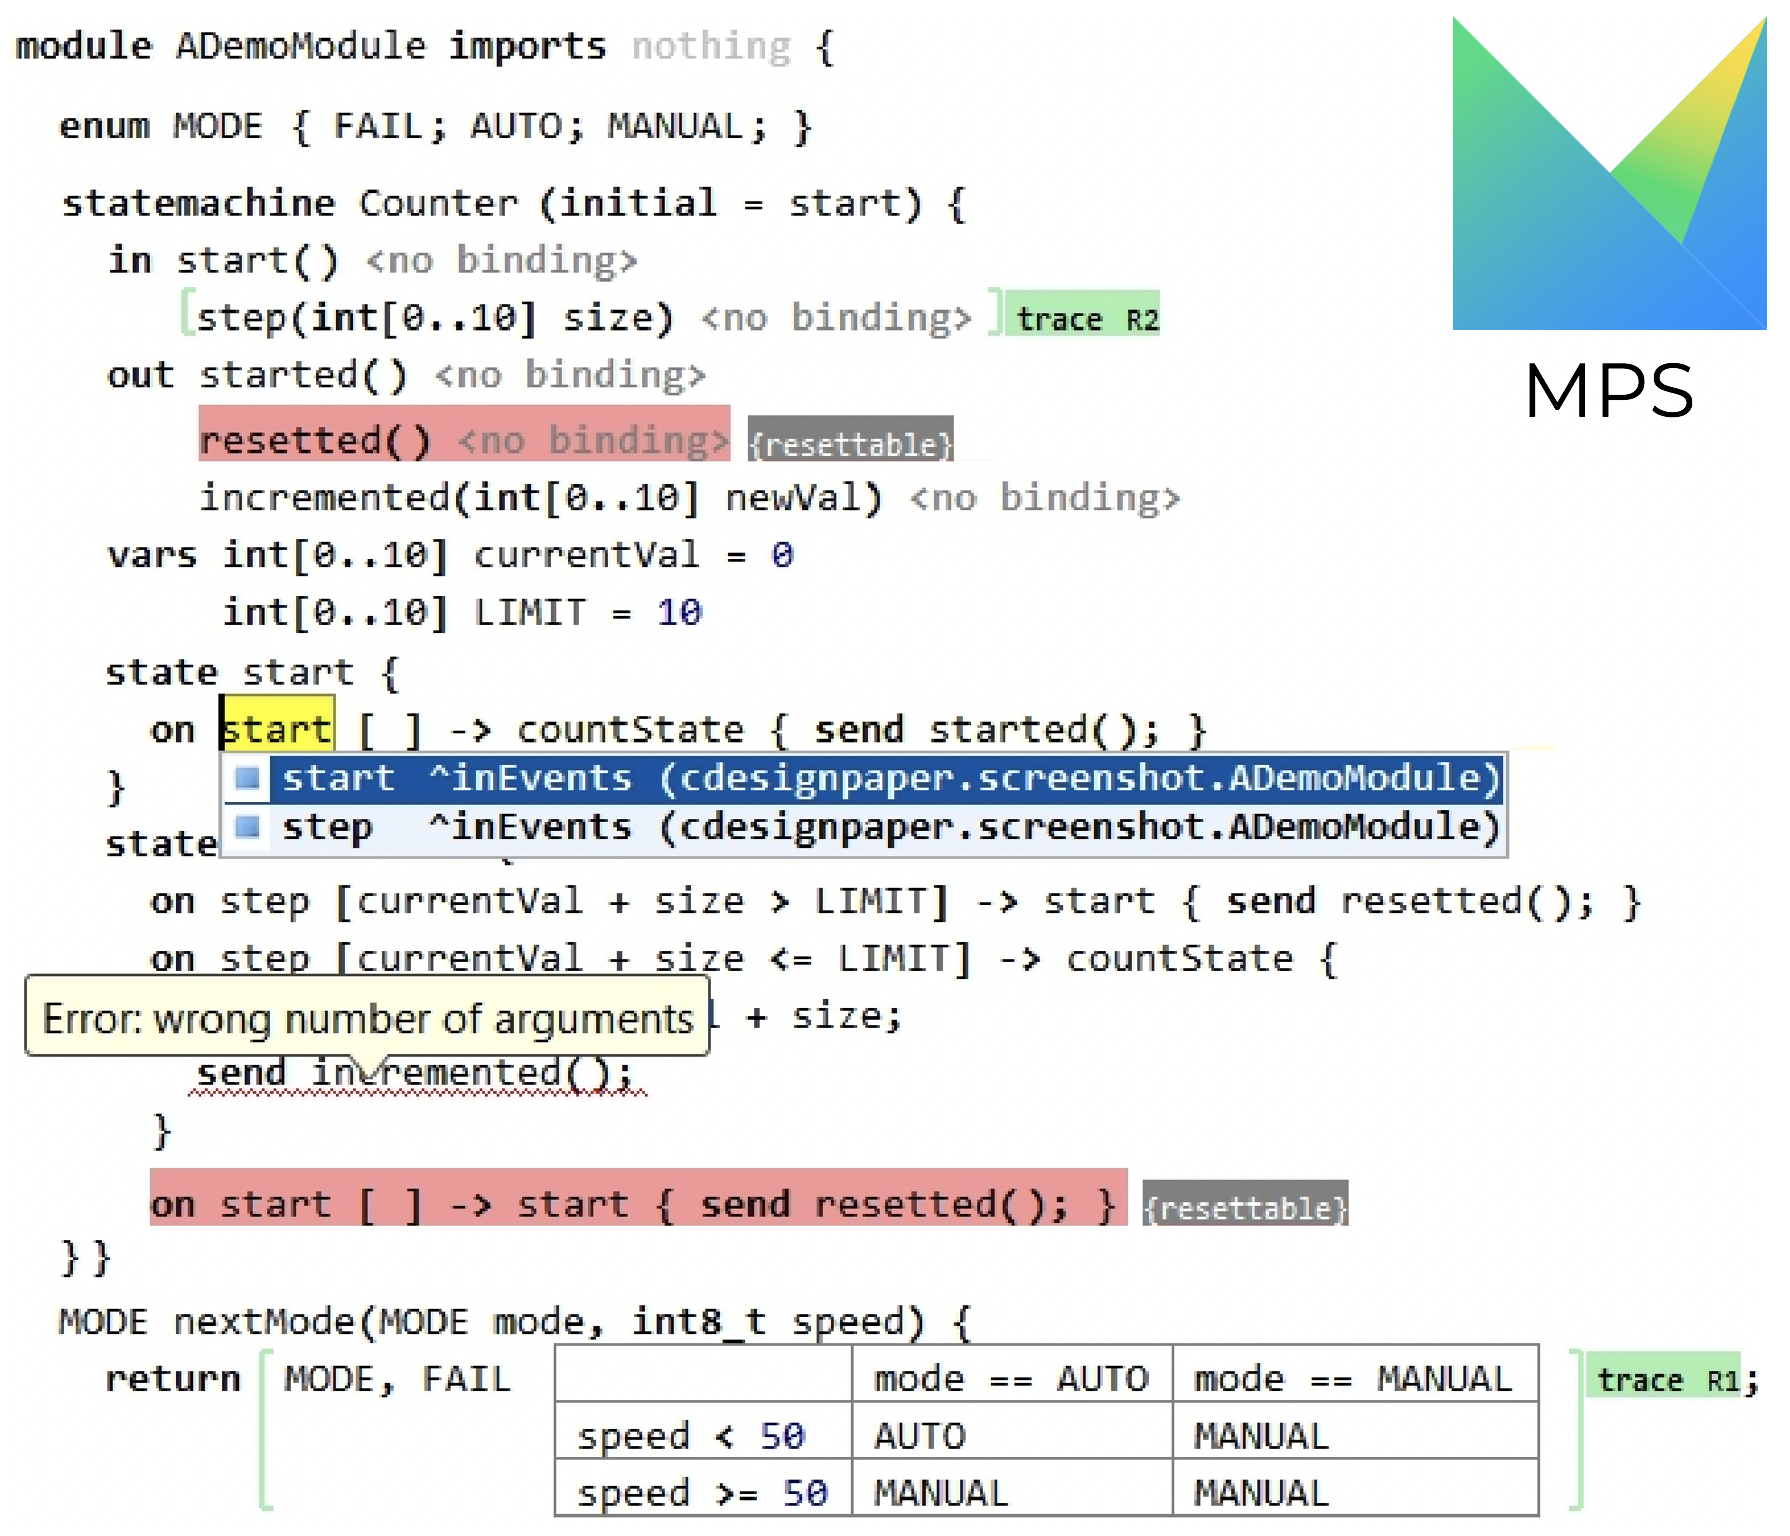 module ADemoModule imports nothing {
MPS
enum MODE { FAIL; AUTO; MANUAL; }
statemachine Counter (initial = start) {
in start() <no binding>
step(int[0..10] size) <no binding> trace R2
out started() <no binding>
resetted() <no binding> {resettable}
incremented(int[0..10] newVal) <no binding>
vars int[0..10] currentVal = 0
int[0..10] LIMIT = 10
state start {
on start [ ] -> countState { send started(); }
start ^inEvents (cdesignpaper.screenshot.ADemoModule)
}
step ^inEvents (cdesignpaper.screenshot.ADemoModule)
state
on step [currentVal + size > LIMIT] -> start { send resetted(); }
on step [currentVal + size <= LIMIT] -> countState {
Error: wrong number of arguments
+ size;
send incremented();
}
on start [ ] -> start { send resetted(); } {resettable}
}}
MODE nextMode(MODE mode, int8_t speed) {
return MODE, FAIL mode == AUTO mode == MANUAL trace R1;
speed < 50 AUTO MANUAL
speed >= 50 MANUAL MANUAL